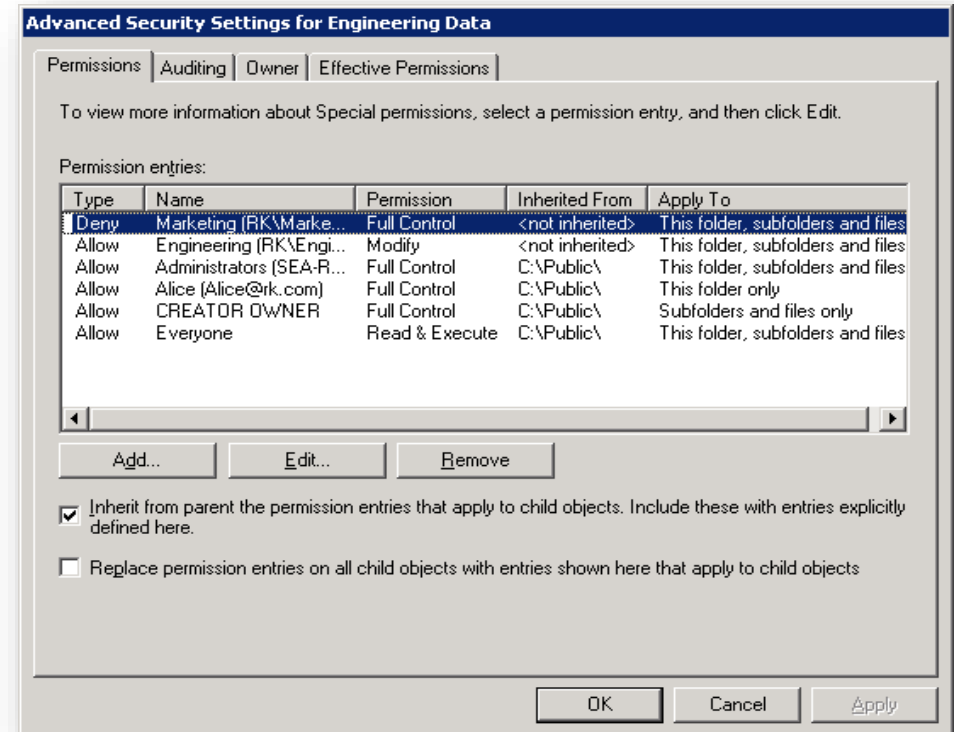 Advanced Security Settings for Engineering Data
Permissions Auditing Owner Effective Permissions
To view more information about Special permissions, select a permission entry, and then click Edit.
Permission entries:
Type Name Permission Inherited From Apply To
Deny Marketing (RK\Marke... Full Control <not inherited> This folder, subfolders and files
Allow Engineering (RK\Engi... Modify <not inherited> This folder, subfolders and files
Allow Administrators (SEA-R... Full Control C:\Public\ This folder, subfolders and files
Allow Alice (Alice@rk.com) Full Control C:\Public\ This folder only
Allow CREATOR OWNER Full Control C:\Public\ Subfolders and files only
Allow Everyone Read & Execute C:\Public\ This folder, subfolders and files
Add... Edit... Remove
Inherit from parent the permission entries that apply to child objects. Include these with entries explicitly
defined here.
Replace permission entries on all child objects with entries shown here that apply to child objects
OK Cancel Apply